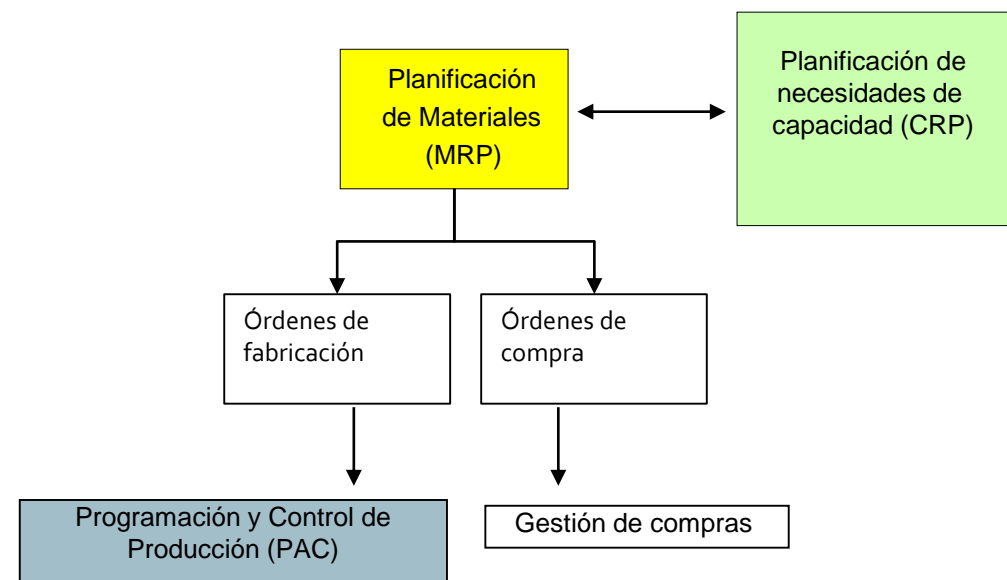 Planificación
de Materiales
(MRP)
Planificación de
necesidades de
capacidad (CRP)
Órdenes de
fabricación
Órdenes de
compra
Programación y Control de
Producción (PAC)
Gestión de compras